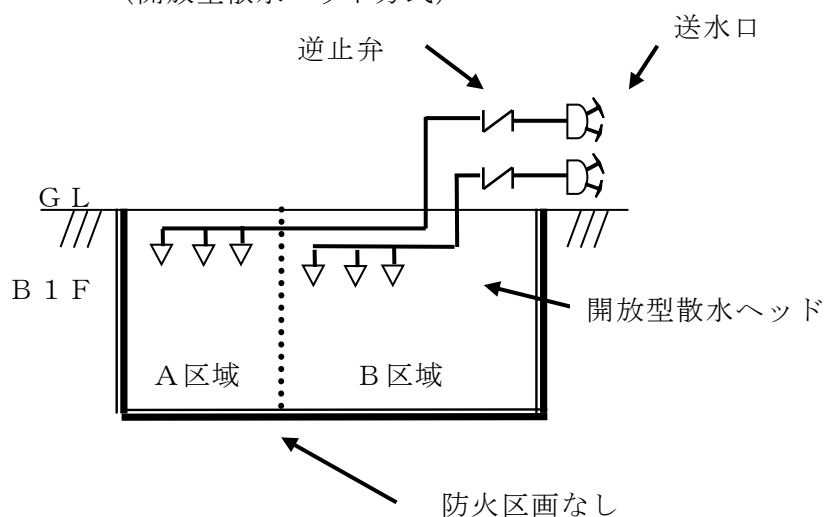 (開放型散水ヘッド方式)
送水口
逆止弁
GL
B1F
開放型散水ヘッド
A区域
B区域
防火区画なし